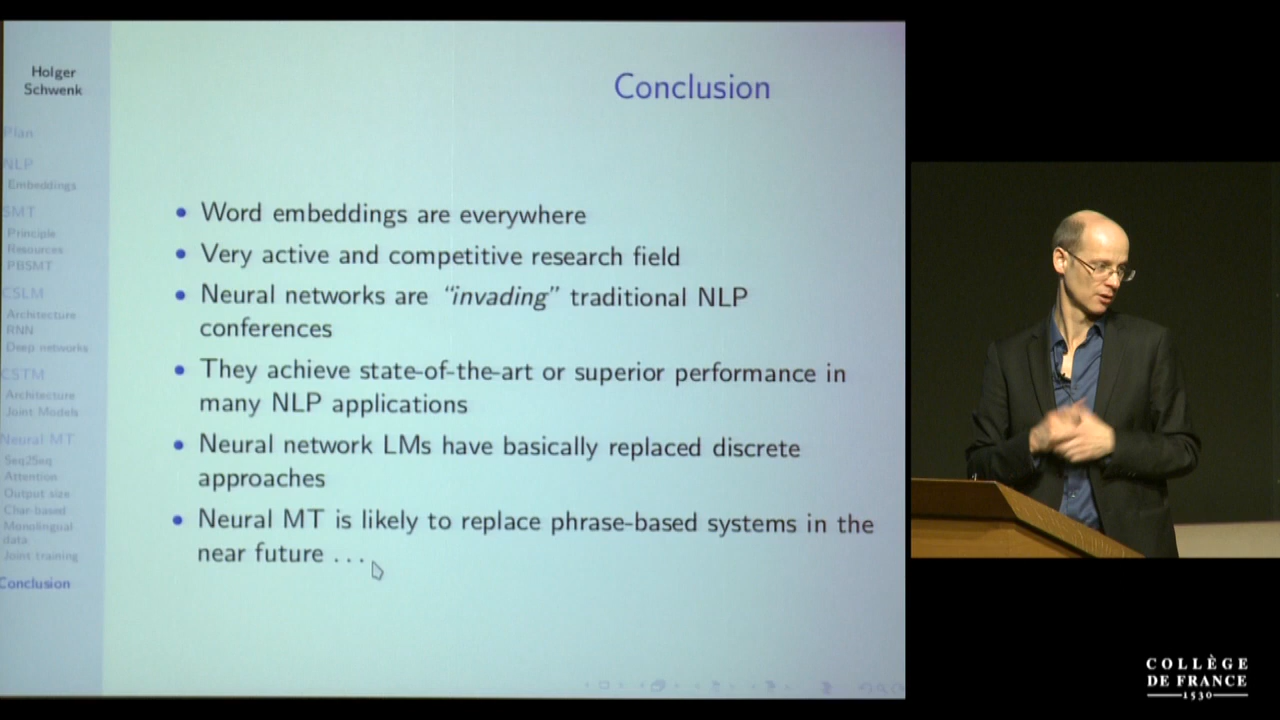 Holger
Schwenk
Plan
NLP
Embeddings
SMT
Principle
Resources
PBSMT
CSLM
Architecture
RNN
Deep networks
CSTM
Architecture
Joint Models
Neural MT
Seq2Seq
Attention
Output size
Char-based
Monolingual
data
Joint training
Conclusion
Conclusion
• Word embeddings are everywhere
• Very active and competitive research field
• Neural networks are “invading” traditional NLP
conferences
• They achieve state-of-the-art or superior performance in
many NLP applications
• Neural network LMs have basically replaced discrete
approaches
• Neural MT is likely to replace phrase-based systems in the
near future . . .
COLLÈGE
DE FRANCE
1530